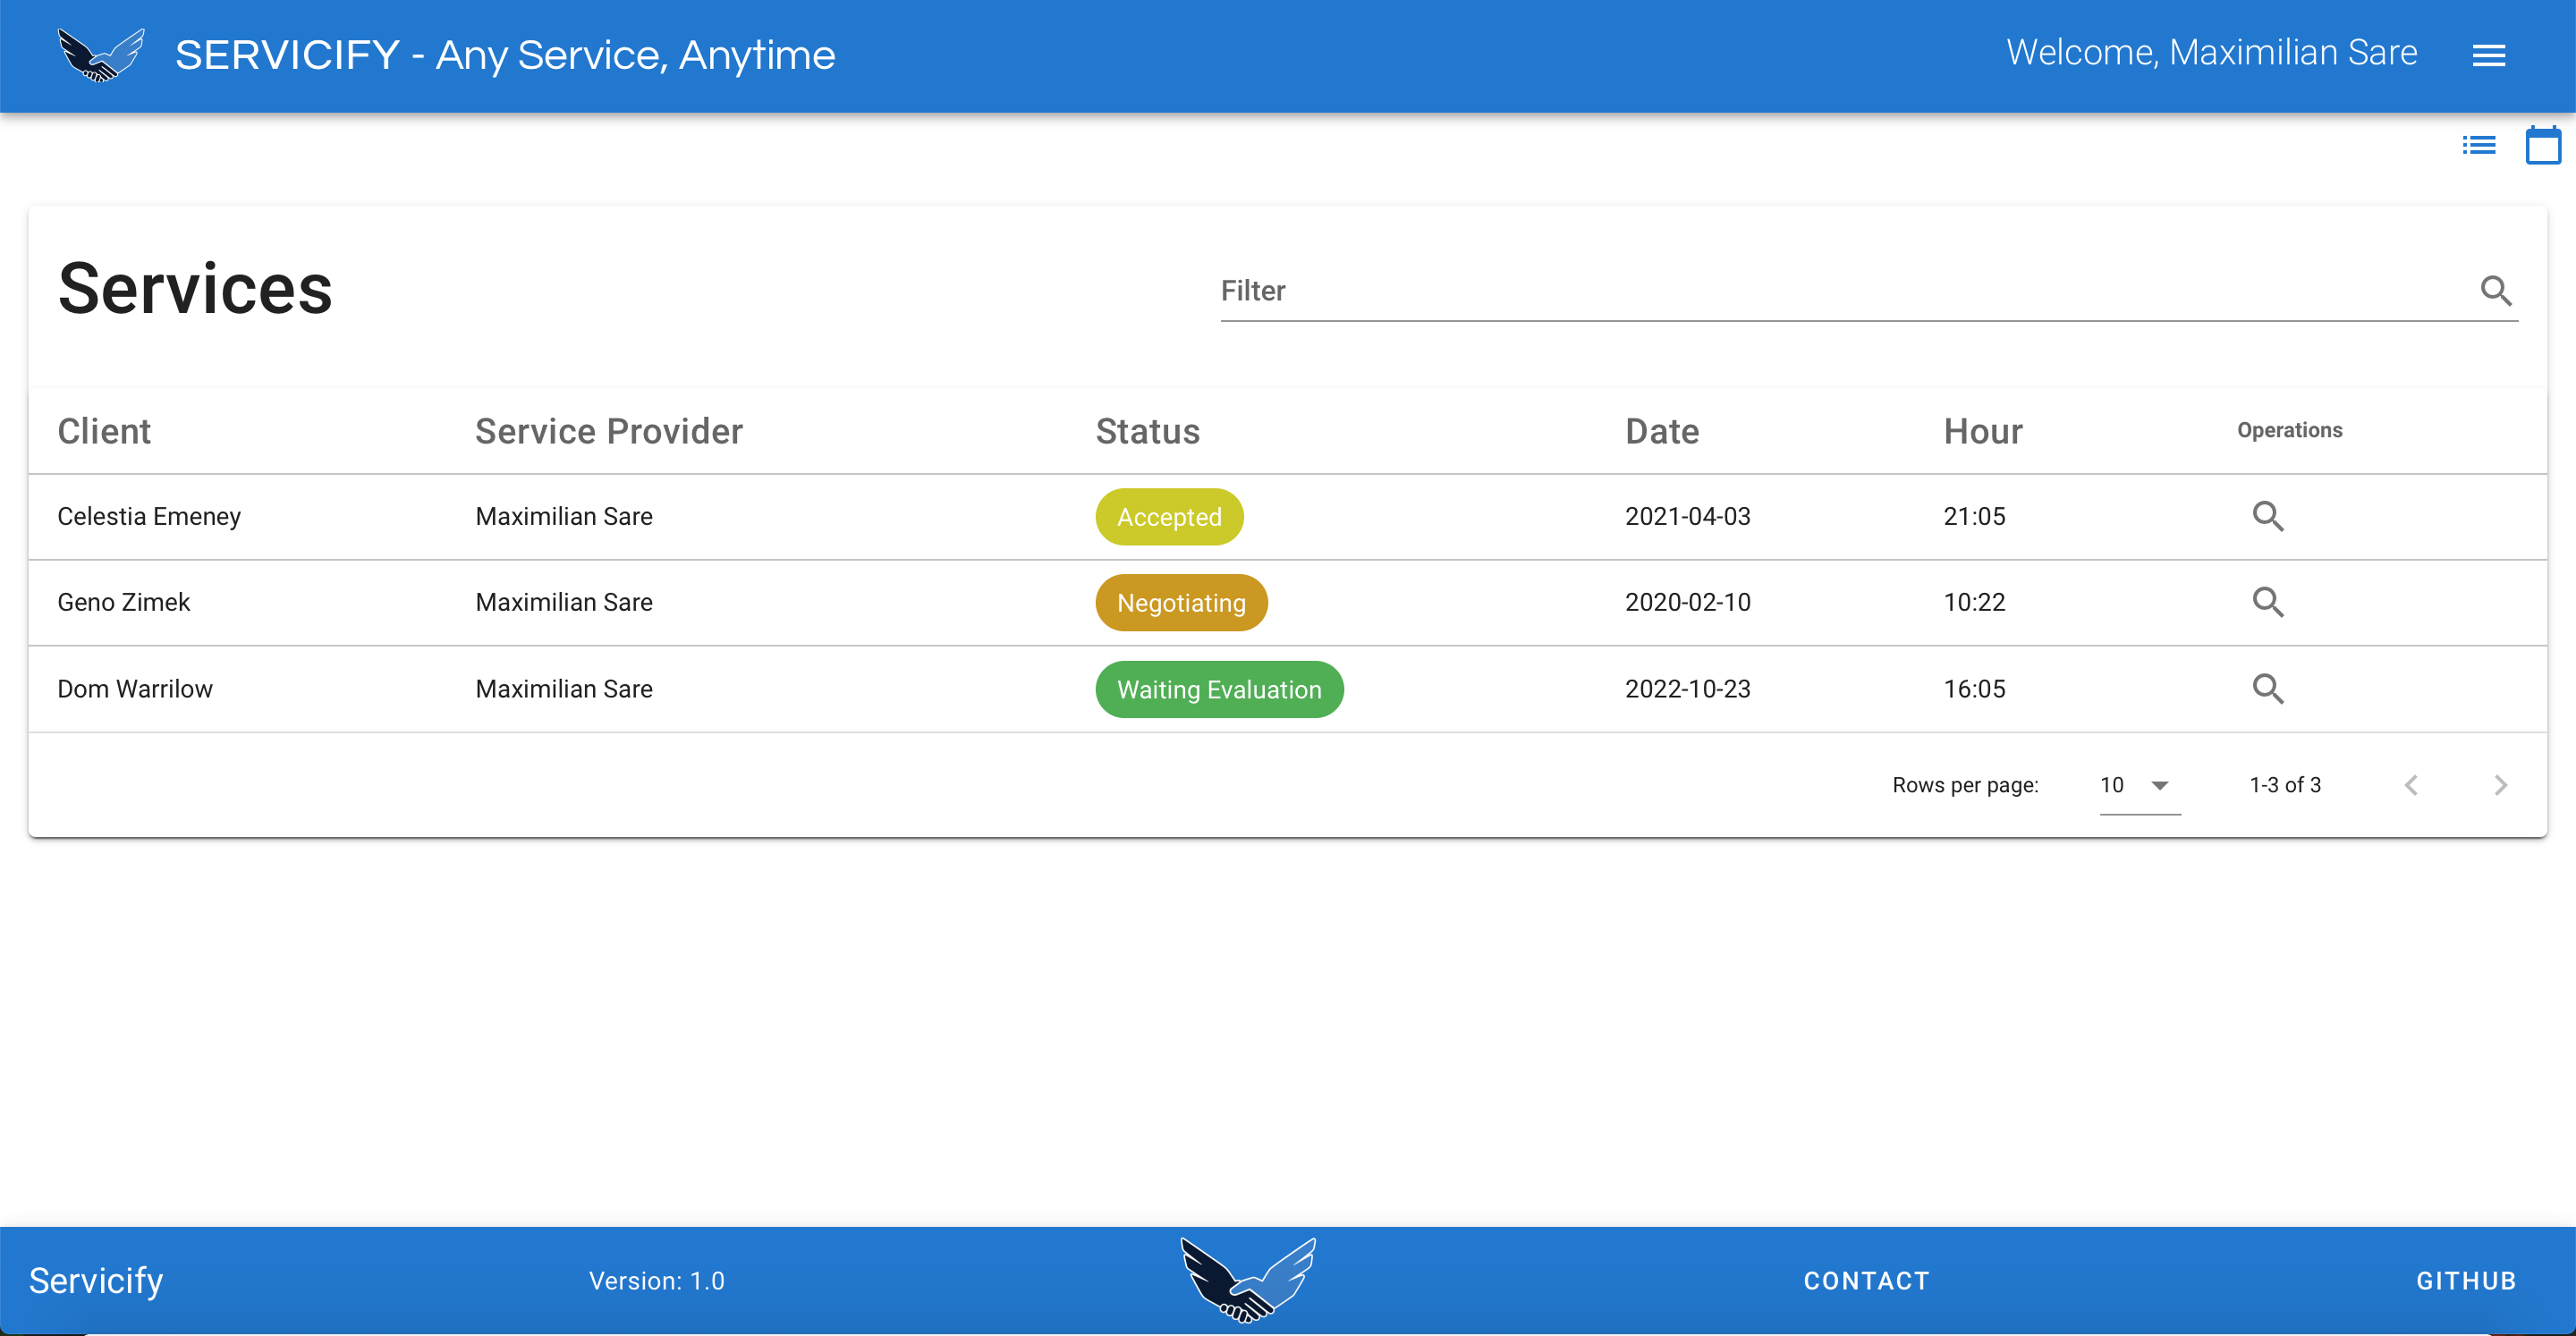 SERVICIFY - Any Service, Anytime
Welcome, Maximilian Sare
Services
Filter
Client Service Provider Status Date Hour Operations
Celestia Emeney Maximilian Sare Accepted 2021-04-03 21:05
Geno Zimek Maximilian Sare Negotiating 2020-02-10 10:22
Dom Warrilow Maximilian Sare Waiting Evaluation 2022-10-23 16:05
Rows per page: 10 1-3 of 3
Servicify Version: 1.0 CONTACT GITHUB